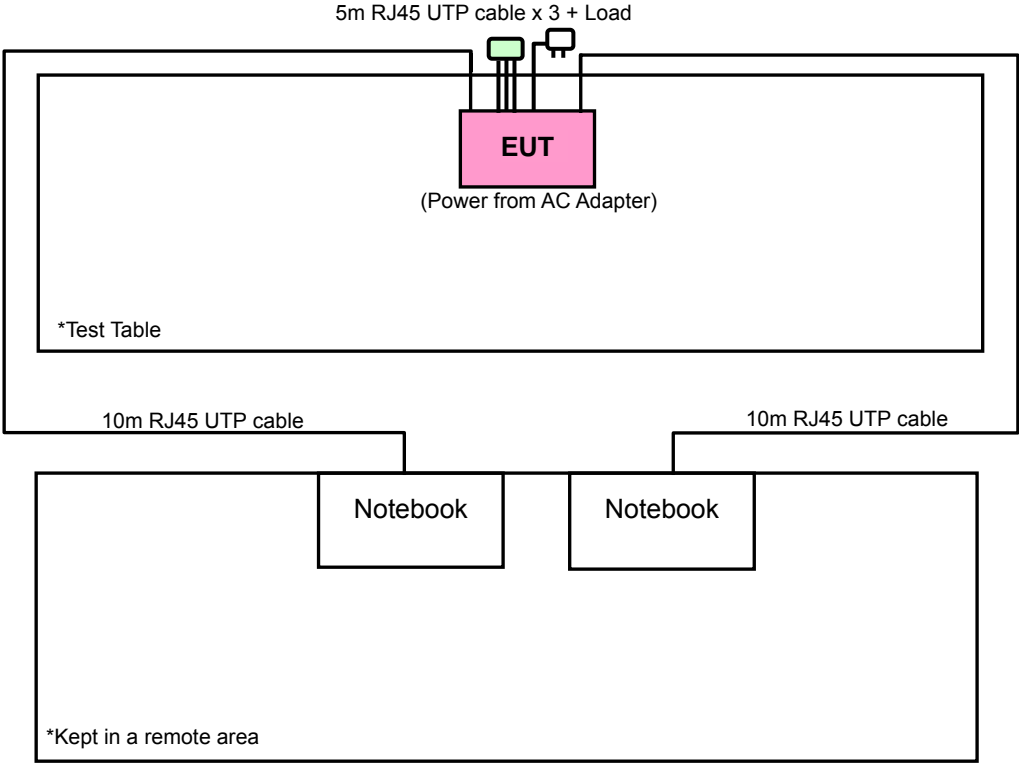 5m RJ45 UTP cable x 3 + Load
EUT
(Power from AC Adapter)
*Test Table
10m RJ45 UTP cable
10m RJ45 UTP cable
Notebook
Notebook
*Kept in a remote area